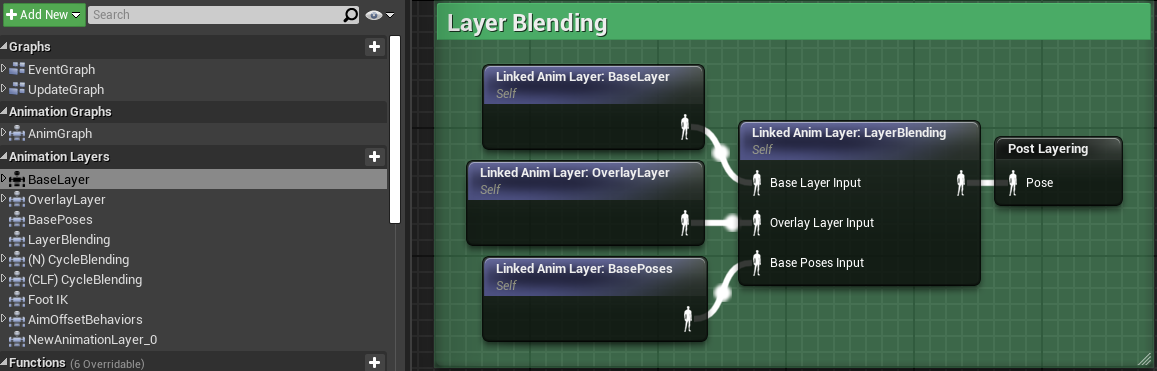 Add New
Search
Graphs
EventGraph
UpdateGraph
Animation Graphs
AnimGraph
Animation Layers
BaseLayer
OverlayLayer
BasePoses
LayerBlending
(N) CycleBlending
(CLF) CycleBlending
Foot IK
AimOffsetBehaviors
NewAnimationLayer_0
Functions (6 Overridable)
Layer Blending
Linked Anim Layer: BaseLayer
Self
Linked Anim Layer: OverlayLayer
Self
Linked Anim Layer: BasePoses
Self
Linked Anim Layer: LayerBlending
Self
Base Layer Input
Overlay Layer Input
Base Poses Input
Post Layering
Pose